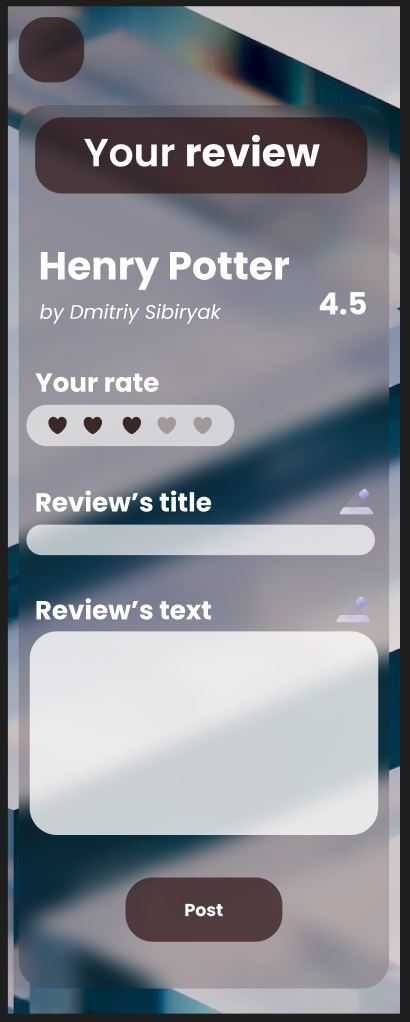 Your review
Henry Potter
by Dmitriy Sibiryak
4.5
Your rate
Review’s title
Review’s text
Post